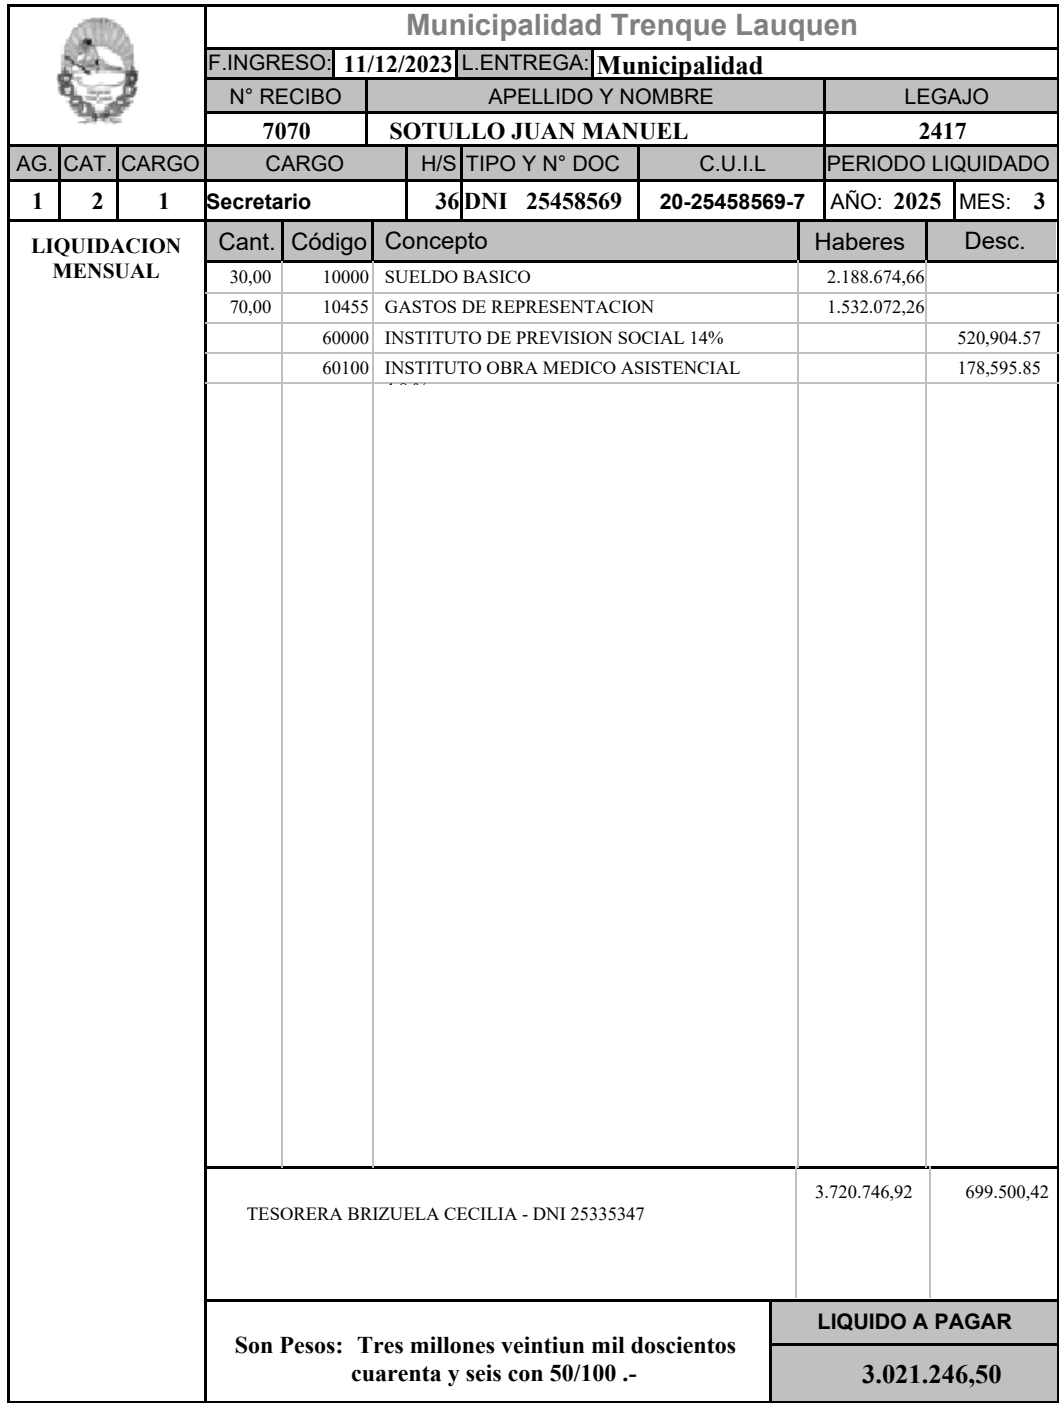 Municipalidad Trenque Lauquen
F.INGRESO: 11/12/2023 L.ENTREGA: Municipalidad
N° RECIBO APELLIDO Y NOMBRE LEGAJO
7070 SOTULLO JUAN MANUEL 2417
AG. CAT. CARGO CARGO H/S TIPO Y N° DOC C.U.I.L PERIODO LIQUIDADO
1 2 1 Secretario 36 DNI 25458569 20-25458569-7 AÑO: 2025 MES: 3
LIQUIDACION
MENSUAL
Cant. Código Concepto Haberes Desc.
30,00 10000 SUELDO BASICO 2.188.674,66
70,00 10455 GASTOS DE REPRESENTACION 1.532.072,26
60000 INSTITUTO DE PREVISION SOCIAL 14% 520,904.57
60100 INSTITUTO OBRA MEDICO ASISTENCIAL 178,595.85
3.720.746,92 699.500,42
TESORERA BRIZUELA CECILIA - DNI 25335347
LIQUIDO A PAGAR
Son Pesos: Tres millones veintiun mil doscientos
cuarenta y seis con 50/100 .-
3.021.246,50